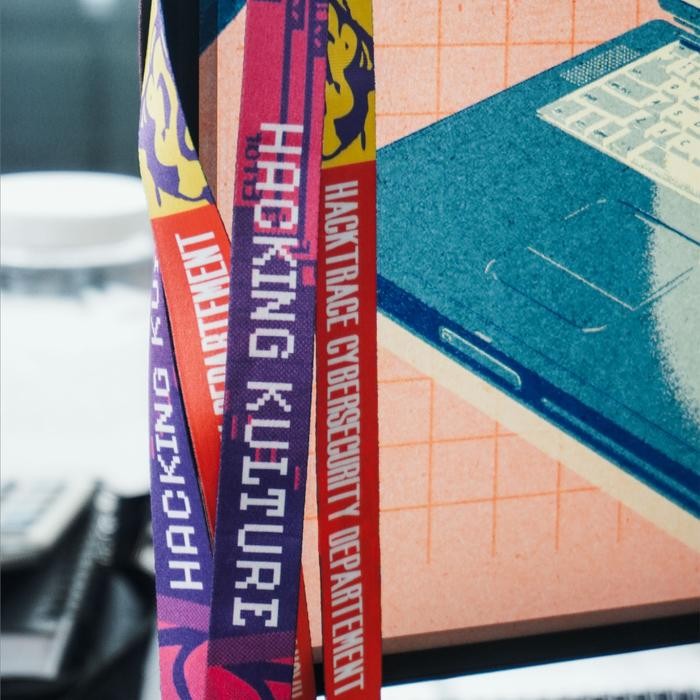 HACKING KU
DEPARTEMENT
HACKING KULTURE
HACKTRACE CYBERSECURITY DEPARTEMENT